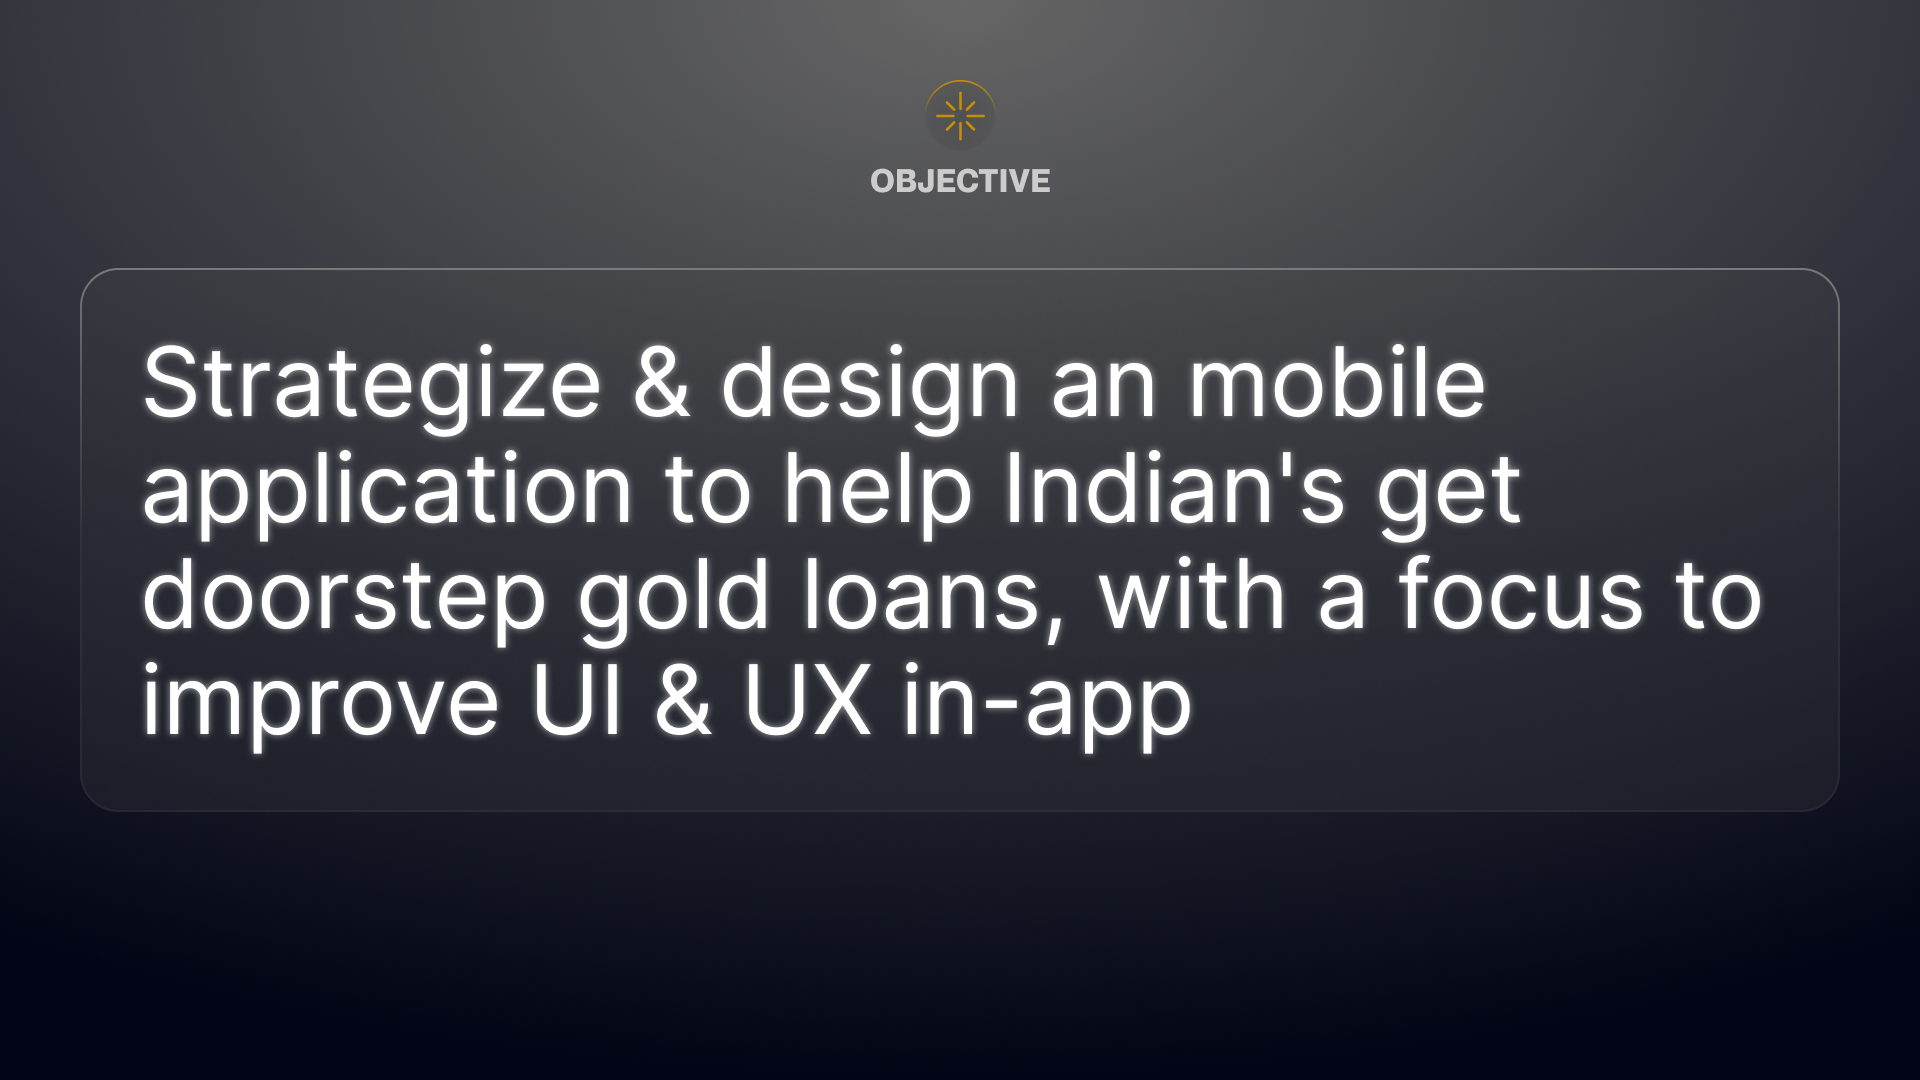 OBJECTIVE
Strategize & design an mobile
application to help Indian's get
doorstep gold loans, with a focus to
improve UI & UX in-app